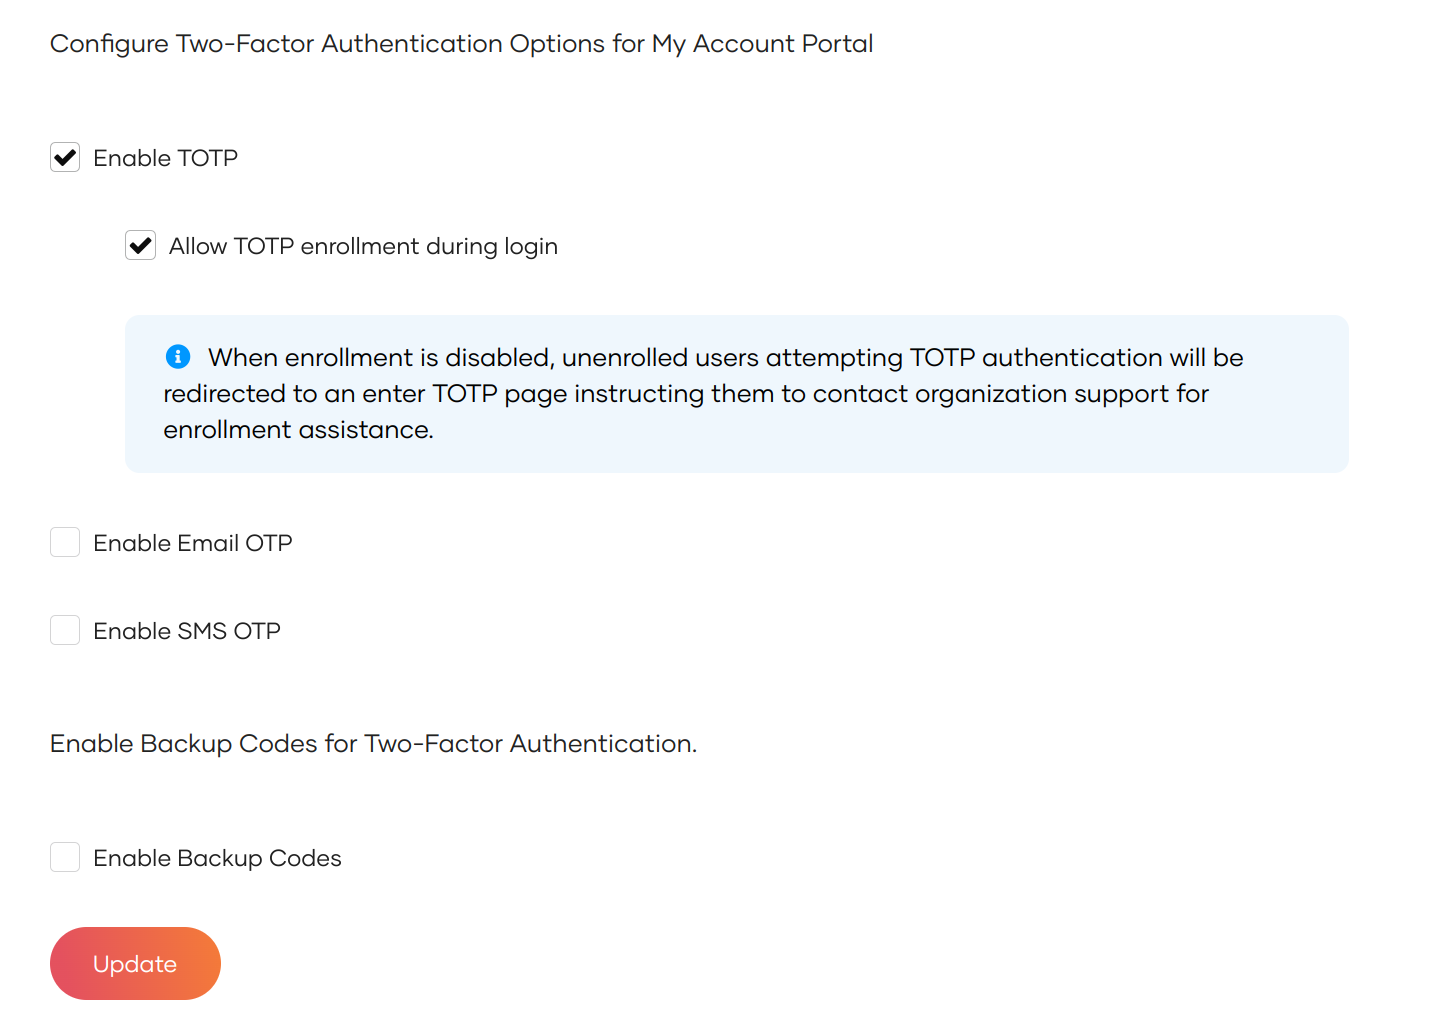 Configure Two-Factor Authentication Options for My Account Portal
Enable TOTP
Allow TOTP enrollment during login
When enrollment is disabled, unenrolled users attempting TOTP authentication will be
redirected to an enter TOTP page instructing them to contact organization support for
enrollment assistance.
Enable Email OTP
Enable SMS OTP
Enable Backup Codes for Two-Factor Authentication.
Enable Backup Codes
Update